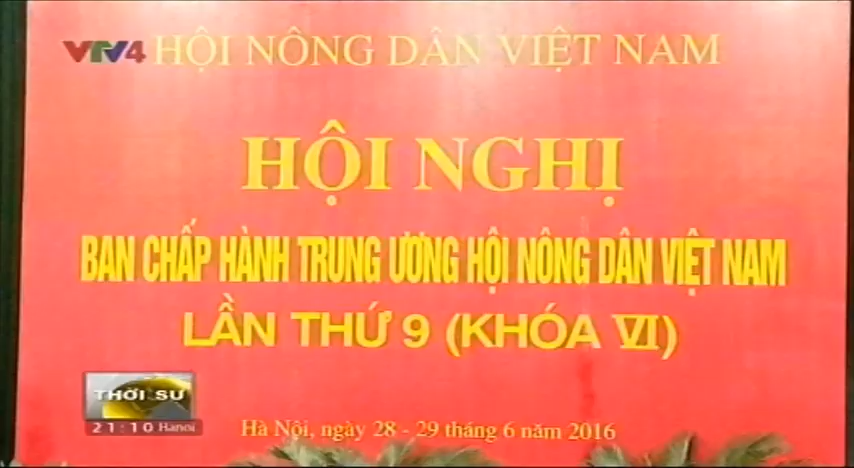 VTV4
HỘI NÔNG DÂN VIỆT NAM
HỘI NGHỊ
BAN CHẤP HÀNH TRUNG ƯƠNG HỘI NÔNG DÂN VIỆT NAM
LẦN THỨ 9 (KHÓA VI)
THỜI SỰ
21:10 Hanoi
Hà Nội, ngày 28 - 29 tháng 6 năm 2016